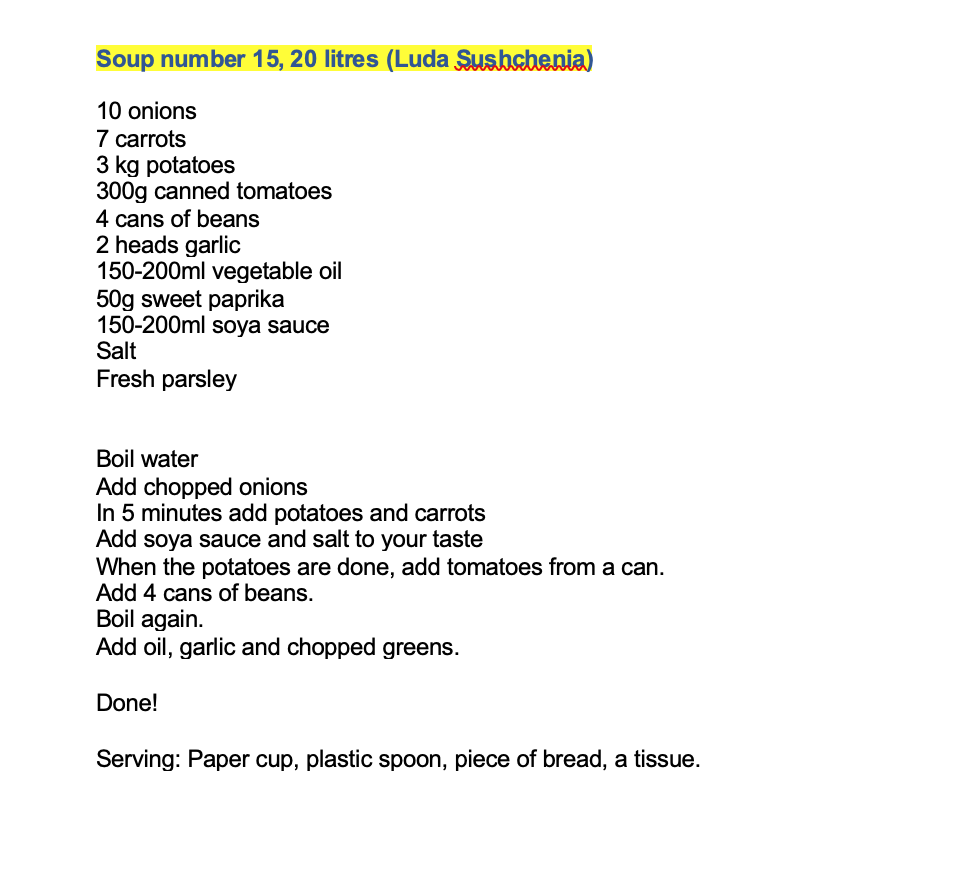 Soup number 15, 20 litres (Luda Sushchenia)
10 onions
7 carrots
3 kg potatoes
300g canned tomatoes
4 cans of beans
2 heads garlic
150-200ml vegetable oil
50g sweet paprika
150-200ml soya sauce
Salt
Fresh parsley
Boil water
Add chopped onions
In 5 minutes add potatoes and carrots
Add soya sauce and salt to your taste
When the potatoes are done, add tomatoes from a can.
Add 4 cans of beans.
Boil again.
Add oil, garlic and chopped greens.
Done!
Serving: Paper cup, plastic spoon, piece of bread, a tissue.